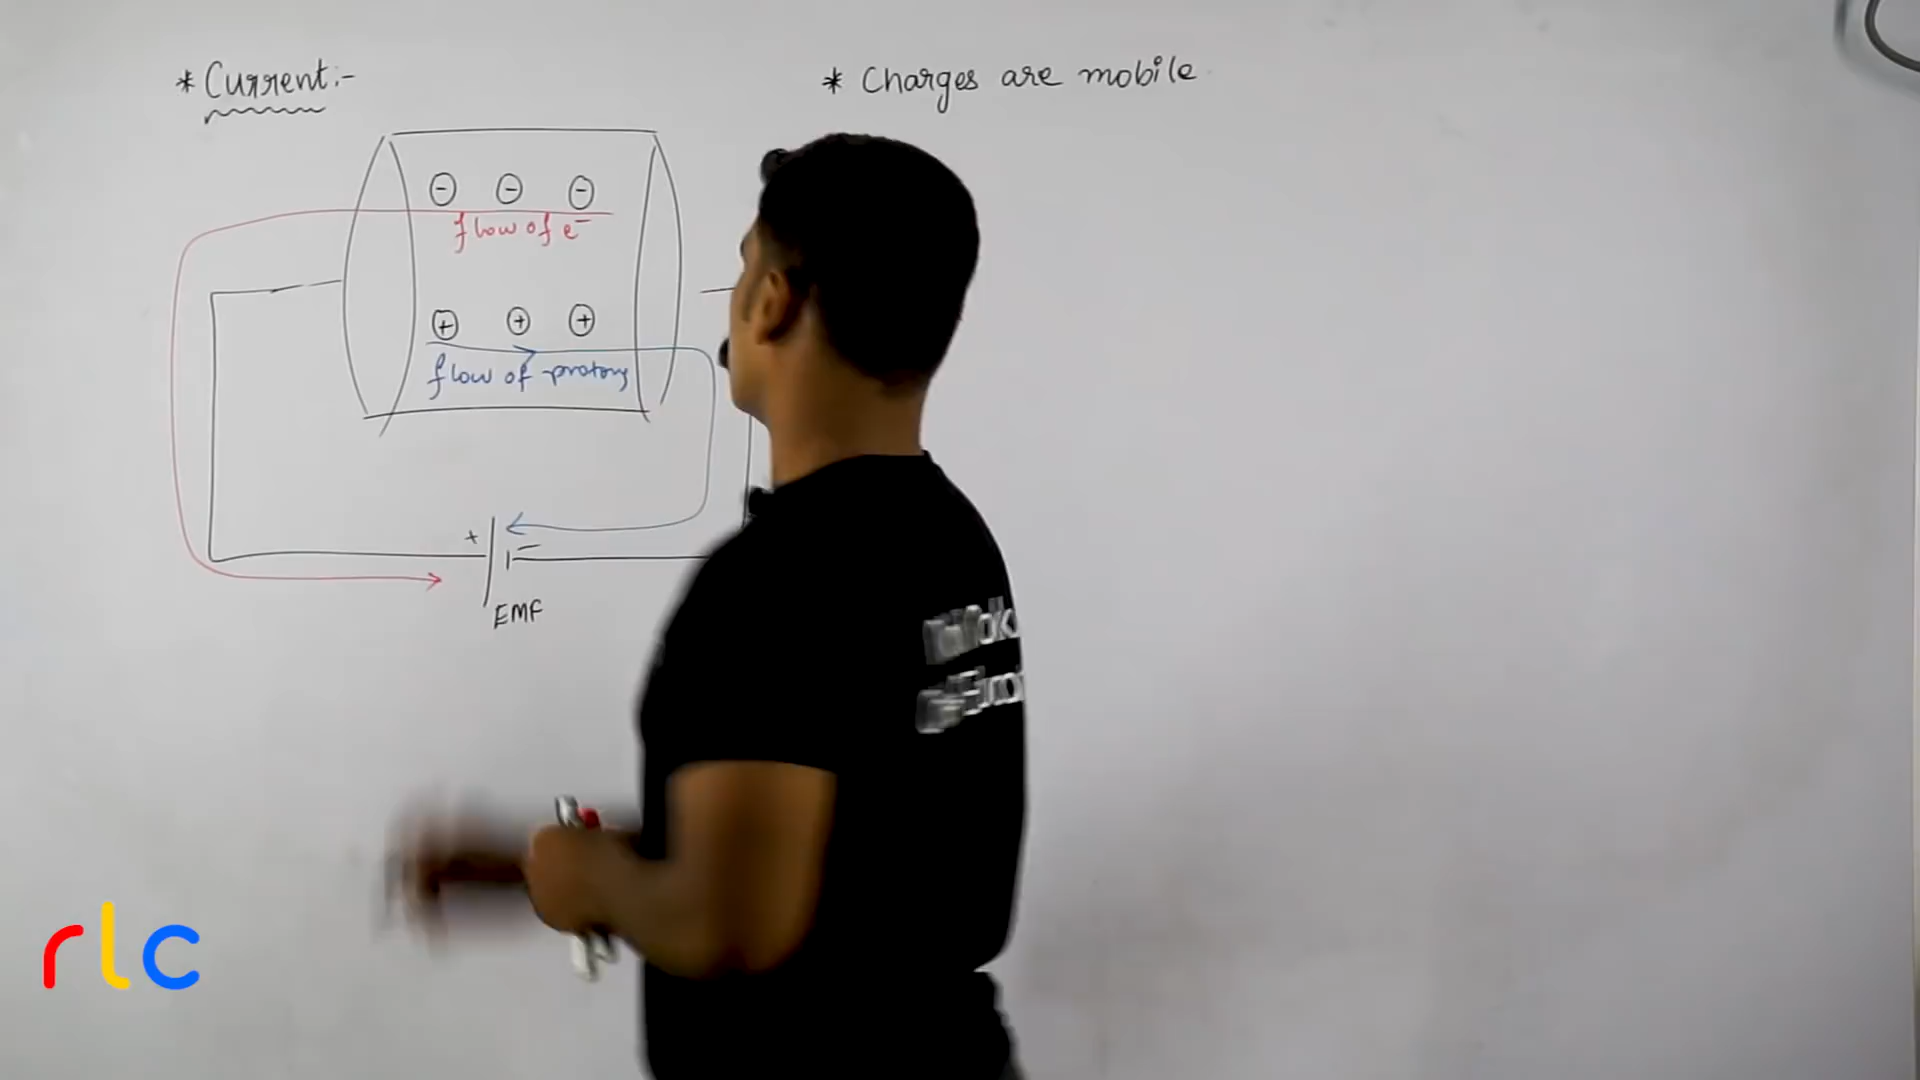 * Current:-
* Charges are mobile
- - -
flow of e⁻
+ + +
flow of protons
+ -
EMF
rlc